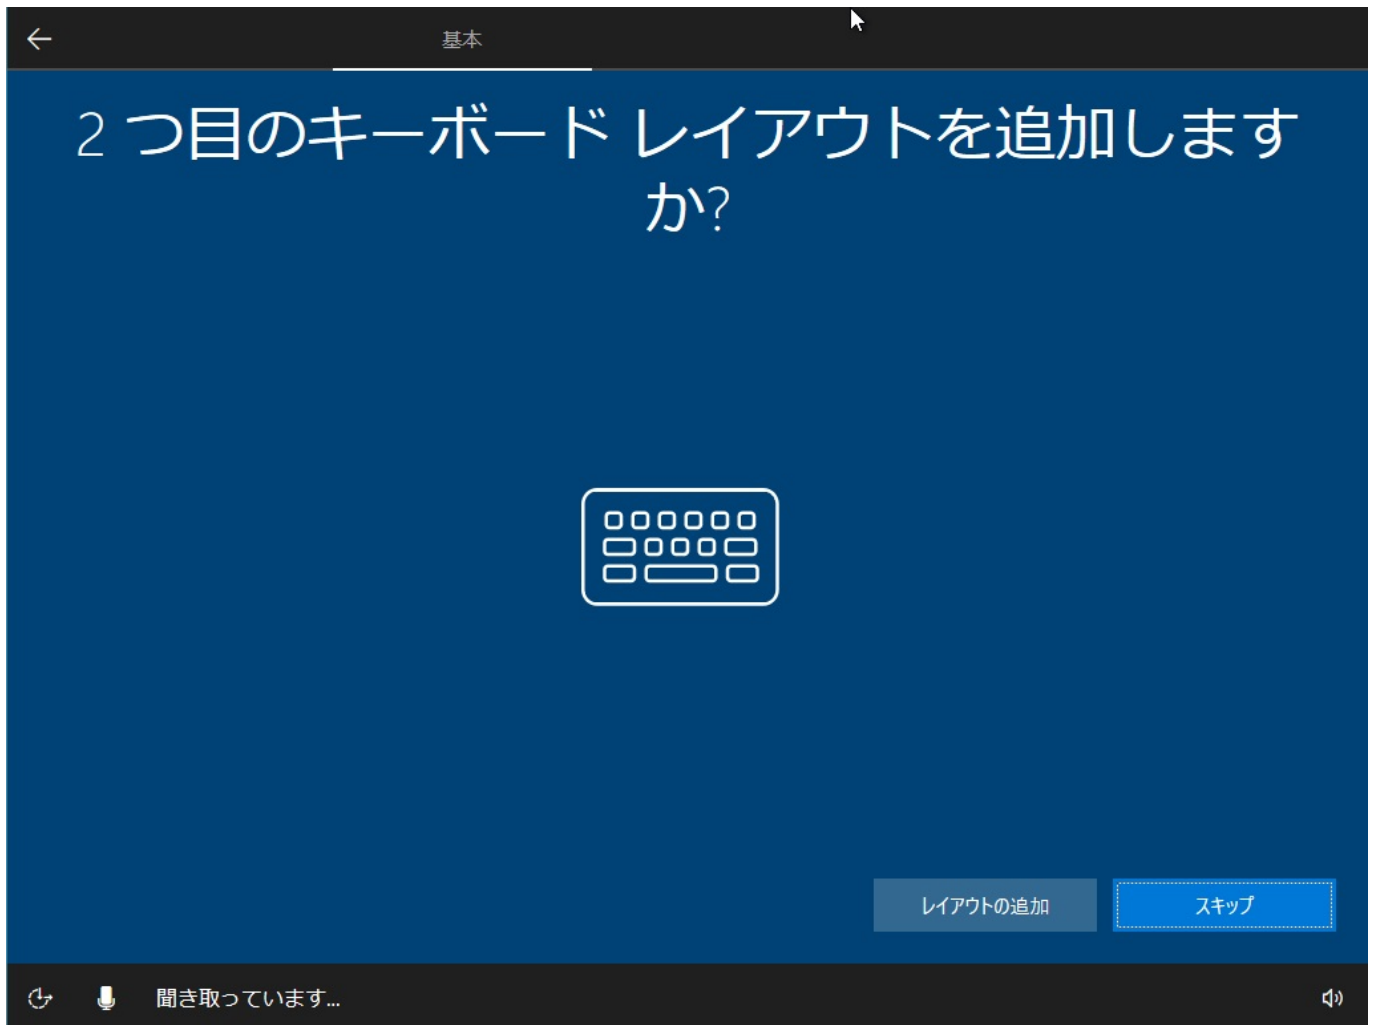 基本
2 つ目のキーボード レイアウトを追加します
か?
レイアウトの追加
スキップ
聞き取っています...